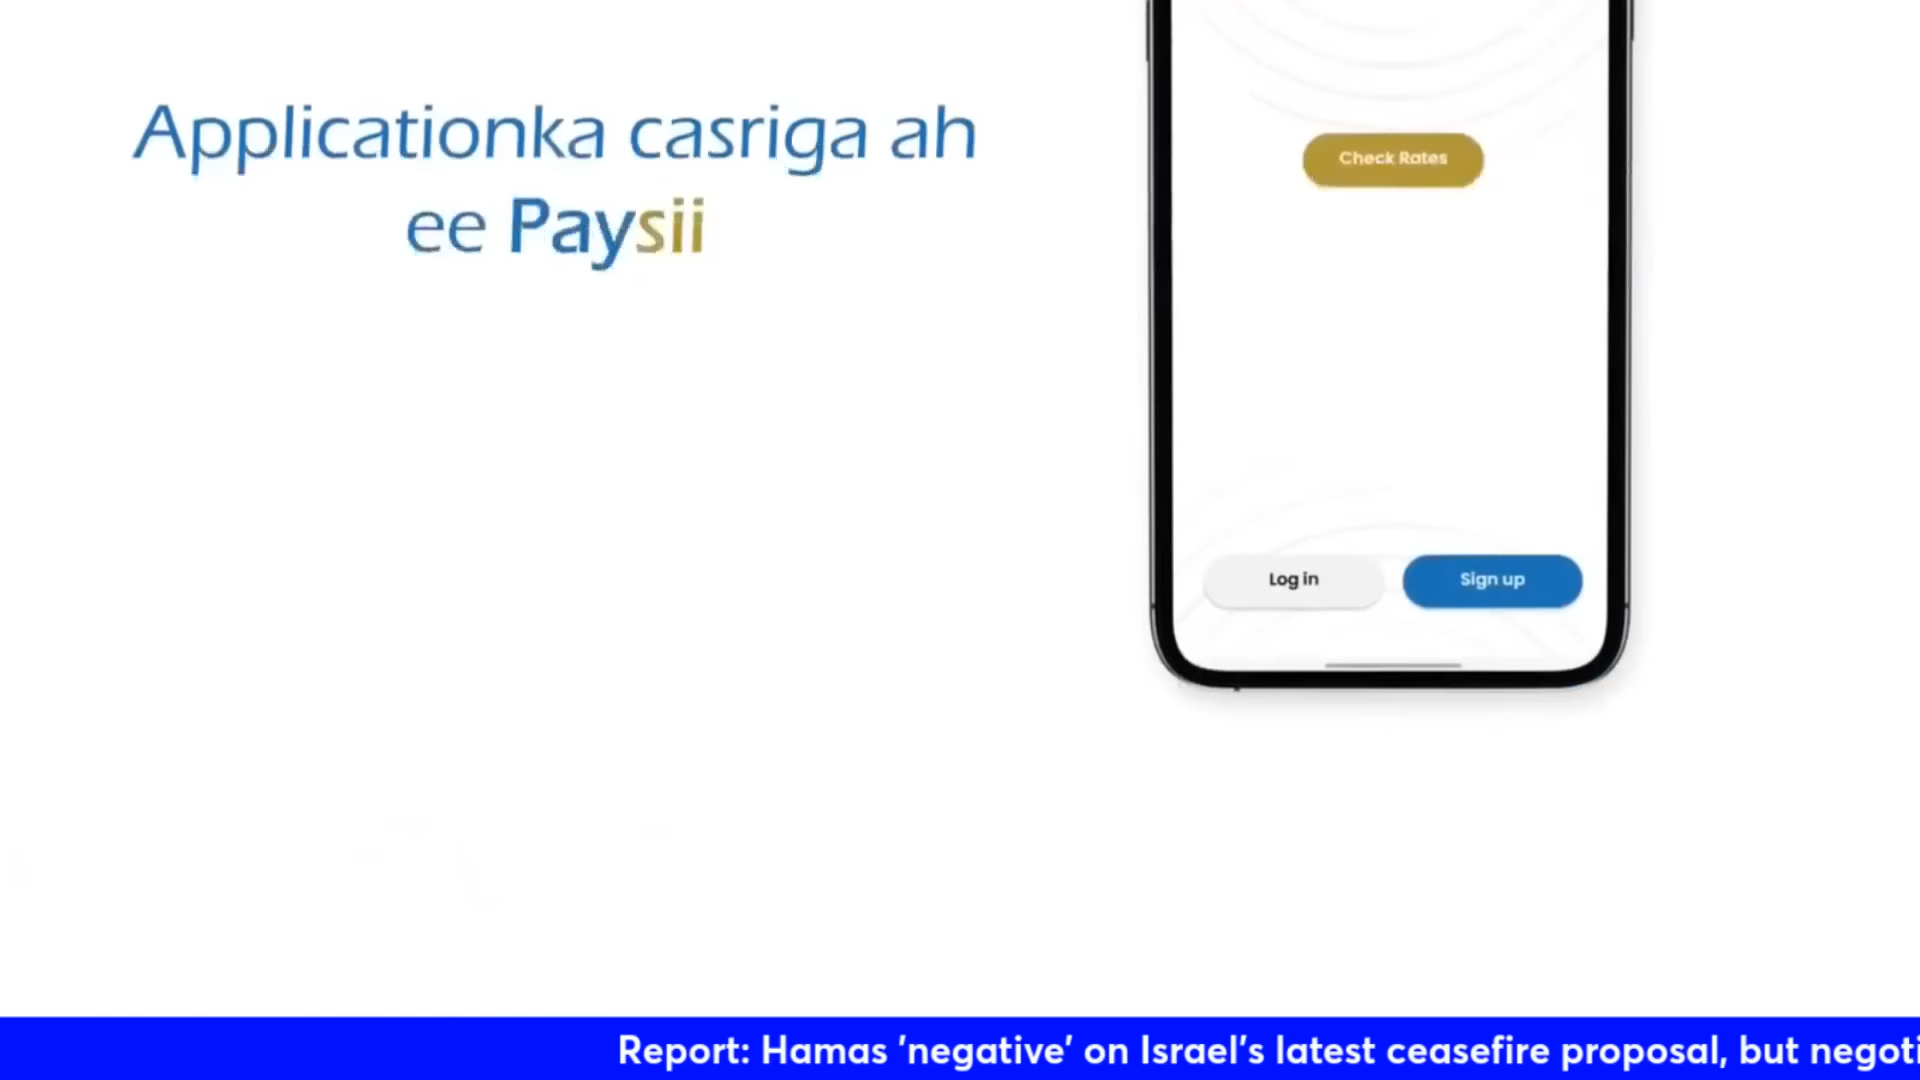 Applicationka casriga ah
ee Paysii
Check Rates
Log in
Sign up
Report: Hamas 'negative' on Israel's latest ceasefire proposal, but